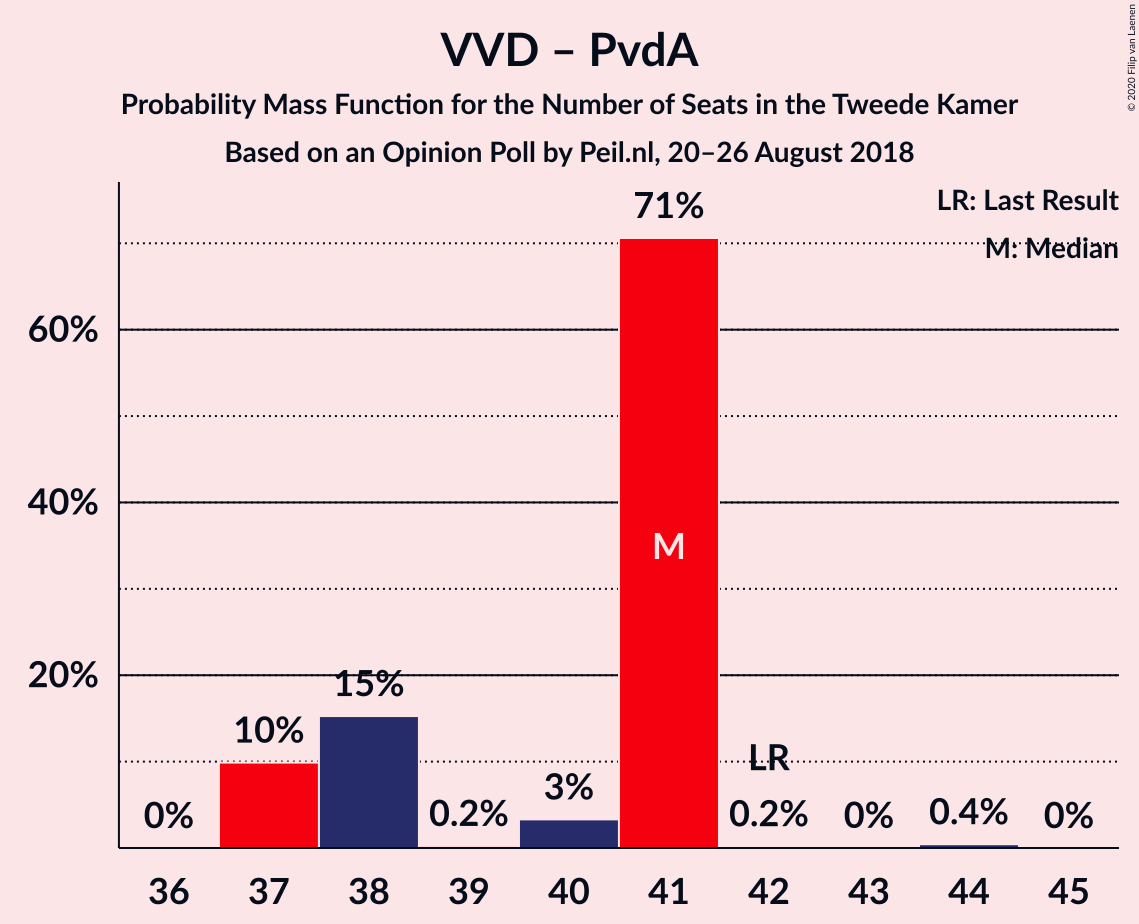 VVD – PvdA
Probability Mass Function for the Number of Seats in the Tweede Kamer
Based on an Opinion Poll by Peil.nl, 20–26 August 2018
© 2020 Filip van Laenen
LR: Last Result
M: Median
71%
60%
40%
20%
M
15%
10%
LR
3%
0%
0.2%
0.2%
0%
0.4%
0%
36 37 38 39 40 41 42 43 44 45